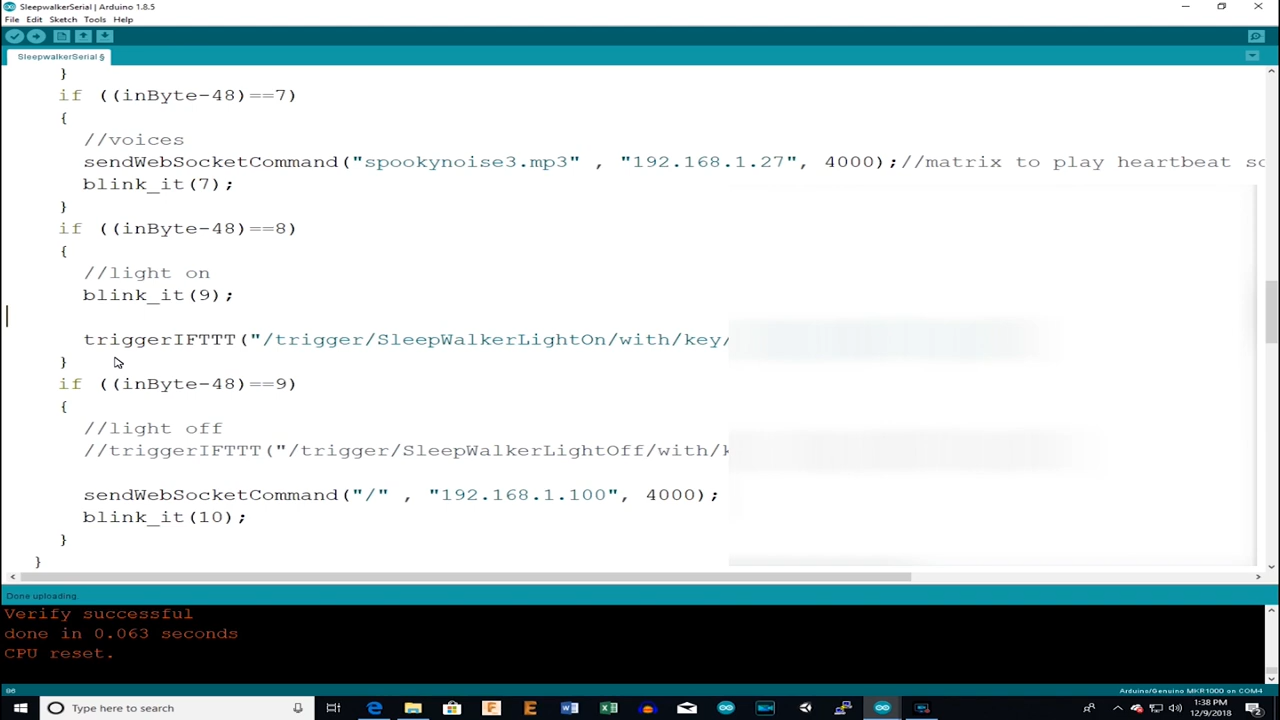 SleepwalkerSerial | Arduino 1.8.5
File Edit Sketch Tools Help
SleepwalkerSerial §
}
if ((inByte-48)==7)
{
//voices
sendWebSocketCommand("spookynoise3.mp3" , "192.168.1.27", 4000);//matrix to play heartbeat so
blink_it(7);
}
if ((inByte-48)==8)
{
//light on
blink_it(9);
triggerIFTTT("/trigger/SleepWalkerLightOn/with/key/
}
if ((inByte-48)==9)
{
//light off
//triggerIFTTT("/trigger/SleepWalkerLightOff/with/k
sendWebSocketCommand("/" , "192.168.1.100", 4000);
blink_it(10);
}
}
Done uploading.
Verify successful
done in 0.063 seconds
CPU reset.
86
Arduino/Genuino MKR1000 on COM4
Type here to search
1:38 PM
12/9/2018